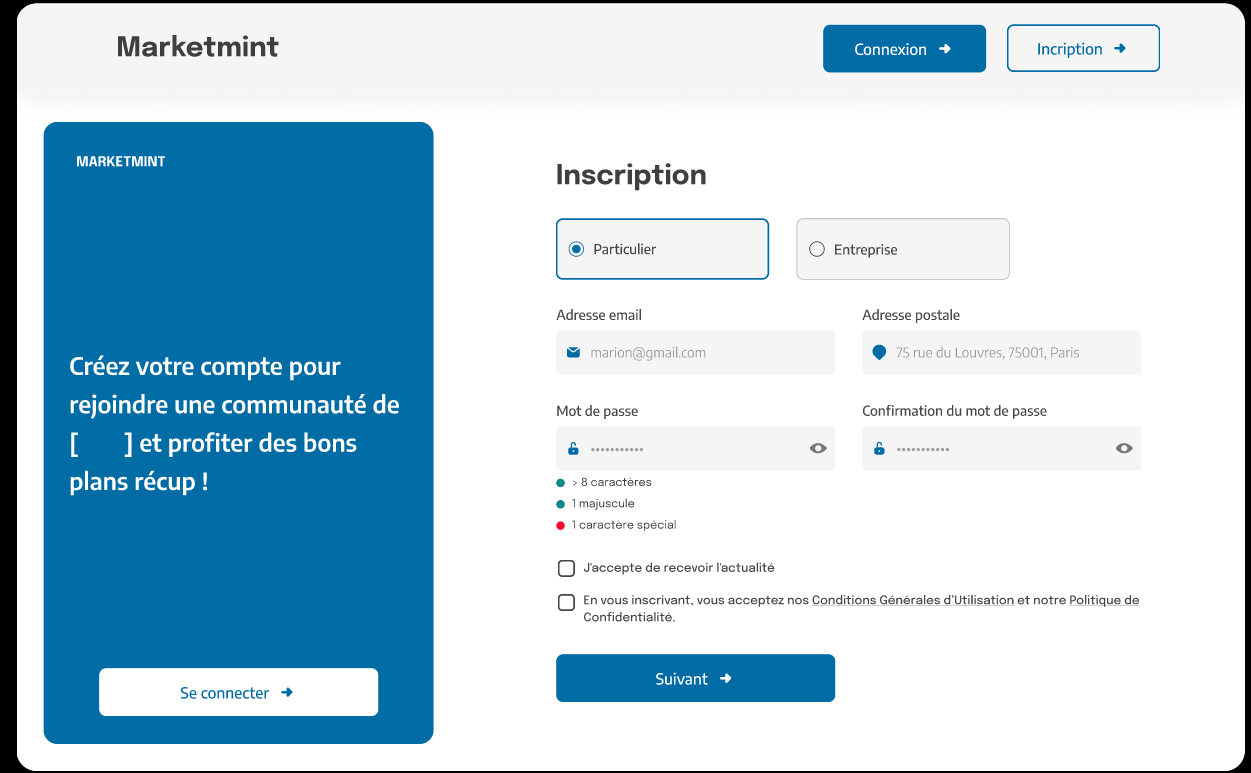 Marketmint
Connexion
Incription
MARKETMINT
Créez votre compte pour
rejoindre une communauté de
[ ] et profiter des bons
plans récup !
Se connecter
Inscription
Particulier
Entreprise
Adresse email
Adresse postale
marion@gmail.com
75 rue du Louvres, 75001, Paris
Mot de passe
Confirmation du mot de passe
•••••••••••
•••••••••••
> 8 caractères
1 majuscule
1 caractère spécial
J'accepte de recevoir l'actualité
En vous inscrivant, vous acceptez nos Conditions Générales d'Utilisation et notre Politique de
Confidentialité.
Suivant